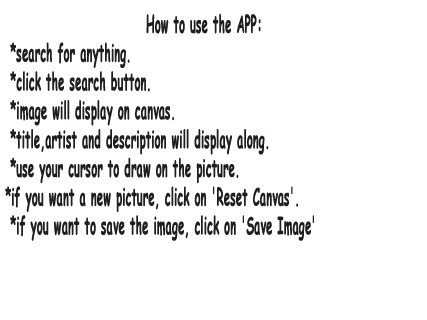 How to use the APP:
*search for anything.
*click the search button.
*image will display on canvas.
*title,artist and description will display along.
*use your cursor to draw on the picture.
*if you want a new picture, click on 'Reset Canvas'.
*if you want to save the image, click on 'Save Image'